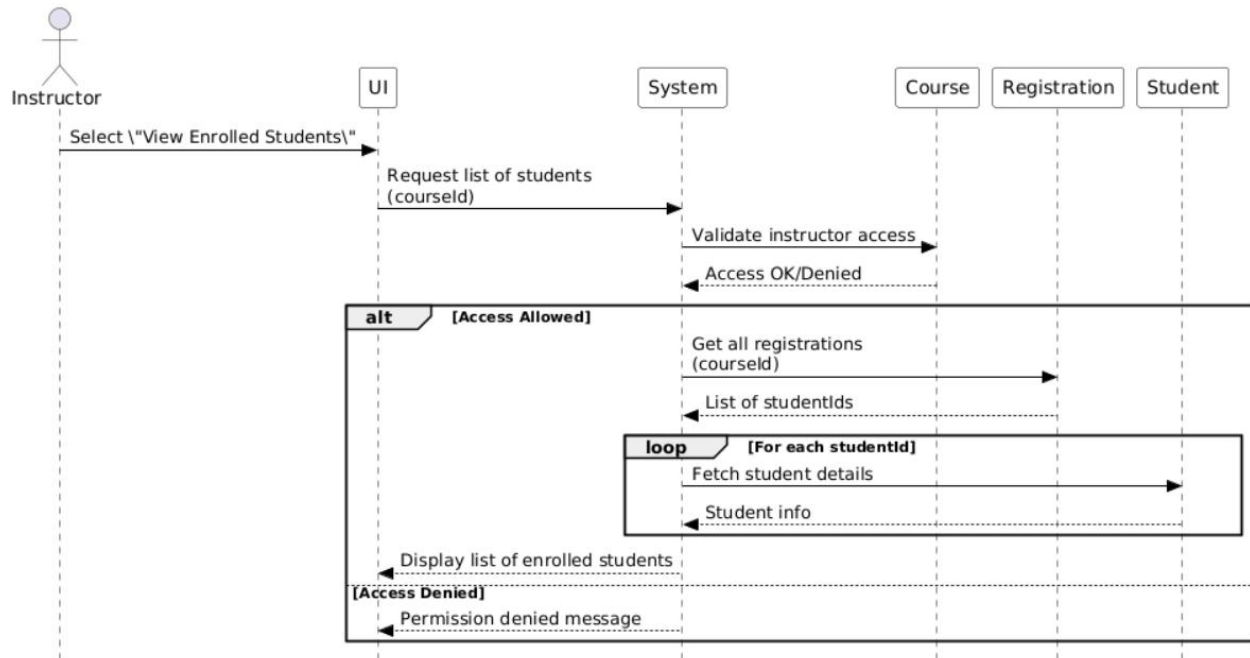 Instructor
UI
System
Course
Registration
Student
Select \"View Enrolled Students\"
Request list of students
(courseId)
Validate instructor access
Access OK/Denied
alt
[Access Allowed]
Get all registrations
(courseId)
List of studentIds
loop
[For each studentId]
Fetch student details
Student info
Display list of enrolled students
[Access Denied]
Permission denied message